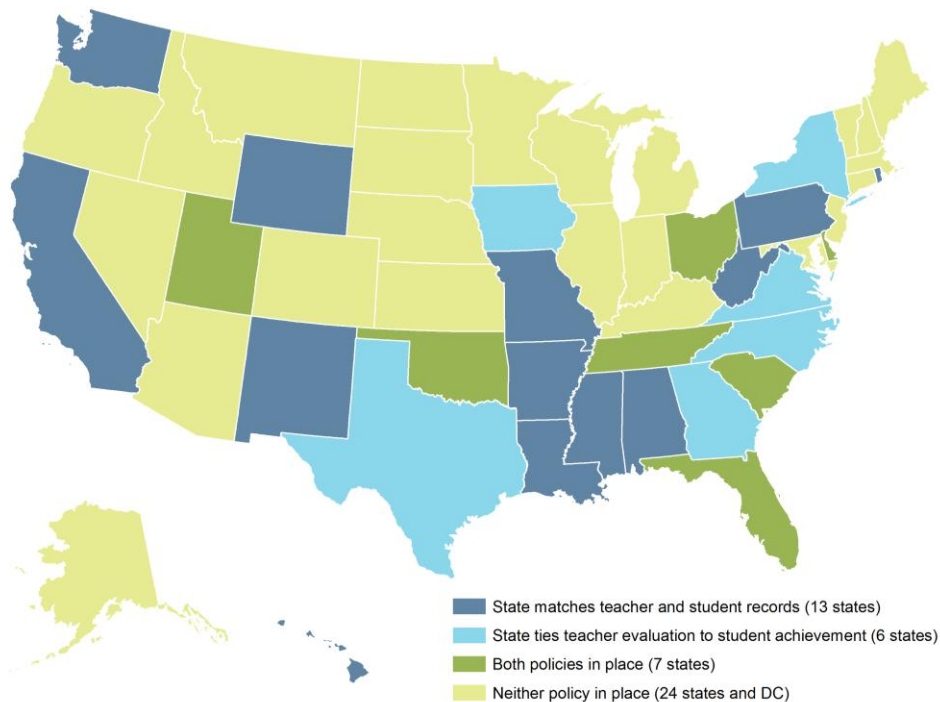 State matches teacher and student records (13 states)
State ties teacher evaluation to student achievement (6 states)
Both policies in place (7 states)
Neither policy in place (24 states and DC)